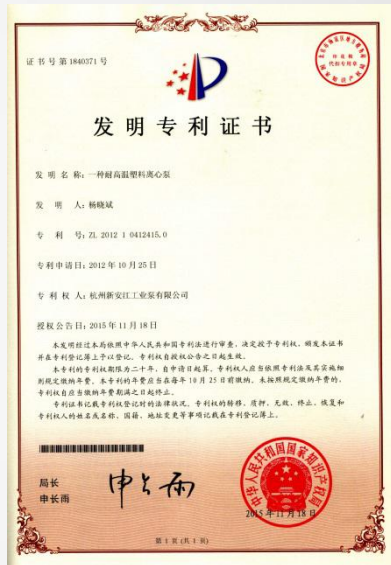 证书号第1840371号
发明专利证书
发 明 名 称：一种耐高温塑料离心泵
发 明 人：杨晓斌
专 利 号：ZL 2012 1 0412415.0
专利申请日：2012年10月25日
专 利 权 人：杭州新安江工业泵有限公司
授权公告日：2015年11月18日
本发明经过本局依照中华人民共和国专利法进行审查，决定授予专利权，颁发本证书
并在专利登记簿上予以登记。专利权自授权公告之日起生效。
本专利的专利权期限为二十年，自申请日起算。专利权人应当依照专利法及其实施细
则规定缴纳年费。本专利的年费应当在每年10月25日前缴纳。未按照规定缴纳年费的，
专利权自应当缴纳年费期满之日起终止。
专利证书记载专利权登记时的法律状况。专利权的转移、质押、无效、终止、恢复和
专利权人的姓名或名称、国籍、地址变更等事项记载在专利登记簿上。
局长
申长雨
申长雨
中华人民共和国国家知识产权局
2015年11月18日
第1页(共1页)